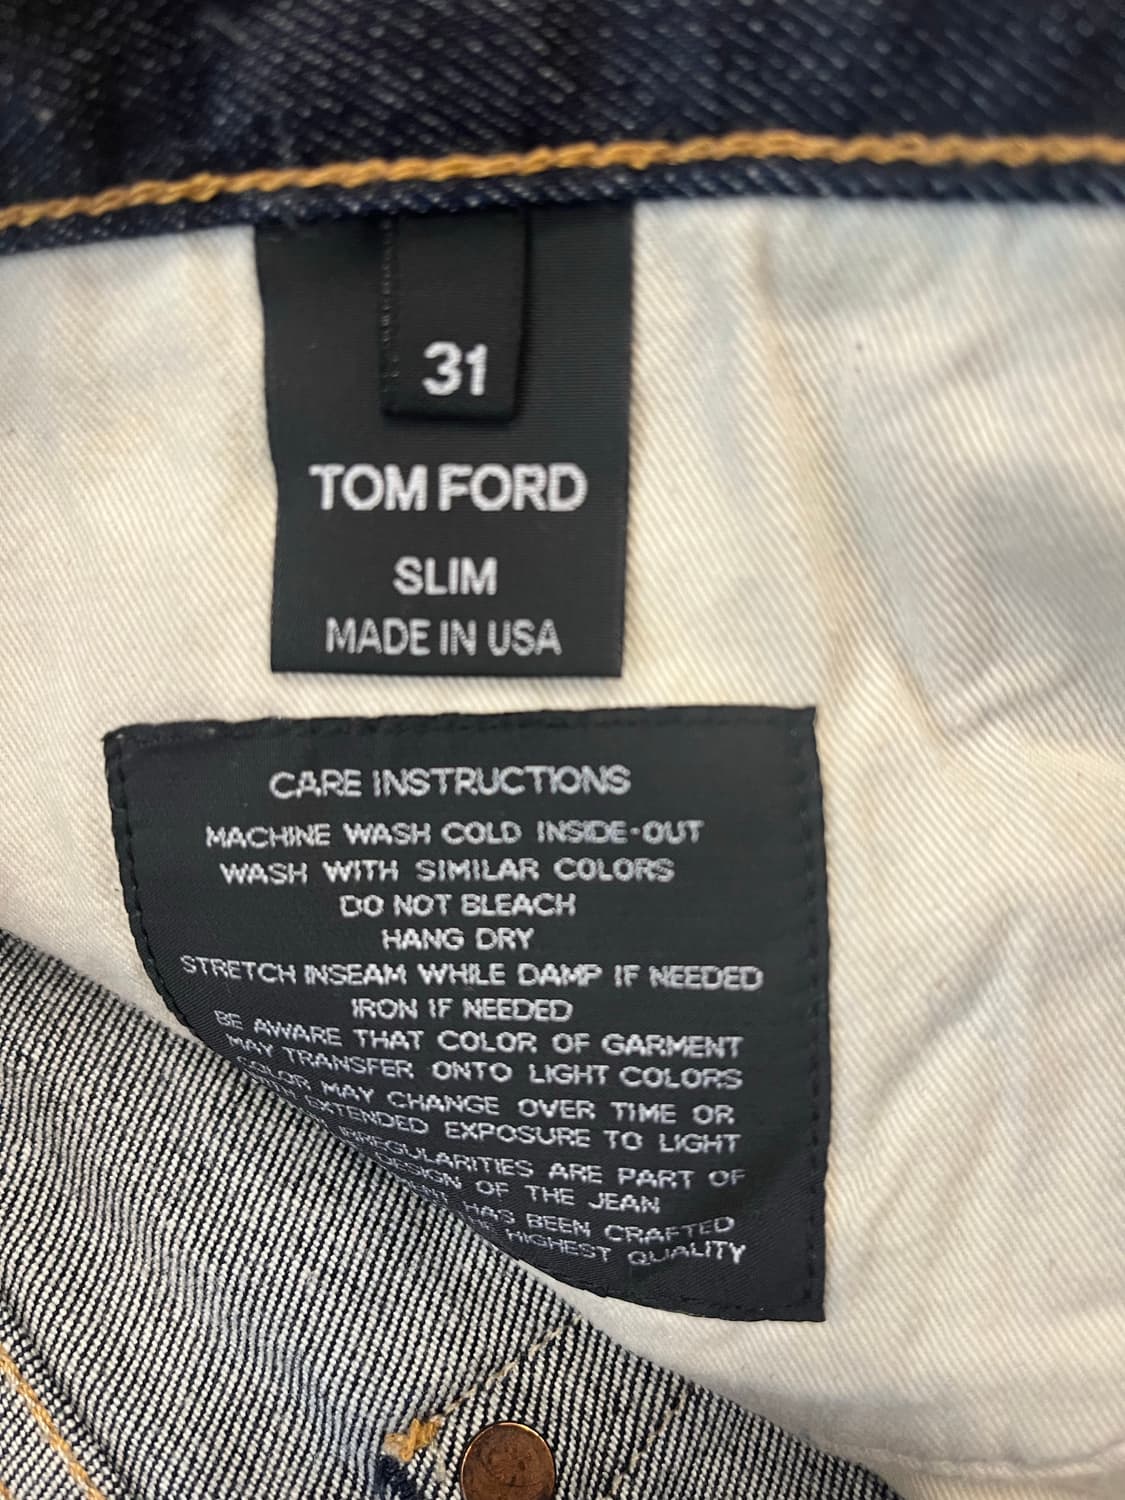 31
TOM FORD
SLIM
MADE IN USA
CARE INSTRUCTIONS
MACHINE WASH COLD INSIDE-OUT
WASH WITH SIMILAR COLORS
DO NOT BLEACH
HANG DRY
STRETCH INSEAM WHILE DAMP IF NEEDED
IRON IF NEEDED
BE AWARE THAT COLOR OF GARMENT
MAY TRANSFER ONTO LIGHT COLORS
COLOR MAY CHANGE OVER TIME OR
EXTENDED EXPOSURE TO LIGHT
IRREGULARITIES ARE PART OF
DESIGN OF THE JEAN
HAS BEEN CRAFTED
HIGHEST QUALITY